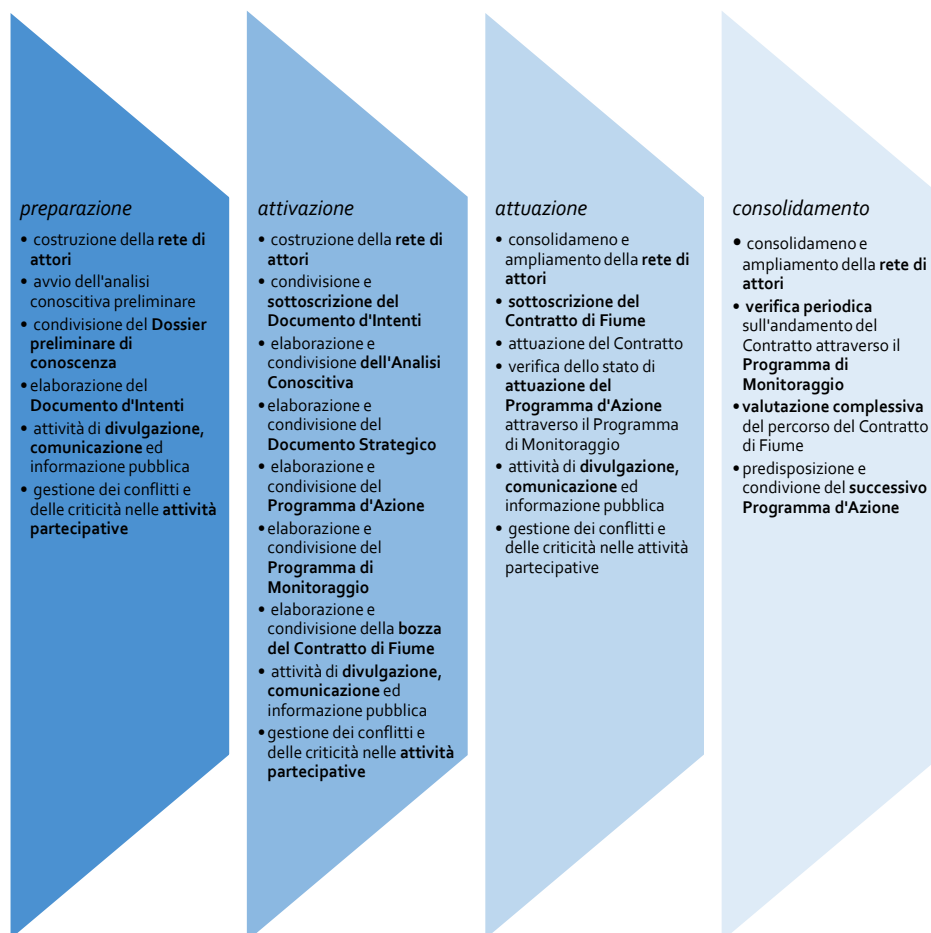 preparazione
• costruzione della rete di
attori
• avvio dell'analisi
conoscitiva preliminare
• condivisione del Dossier
preliminare di
conoscenza
• elaborazione del
Documento d'Intenti
• attività di divulgazione,
comunicazione ed
informazione pubblica
• gestione dei conflitti e
delle criticità nelle attività
partecipative
attivazione
• costruzione della rete di
attori
• condivisione e
sottoscrizione del
Documento d'Intenti
• elaborazione e
condivisione dell'Analisi
Conoscitiva
• elaborazione e
condivisione del
Documento Strategico
• elaborazione e
condivisione del
Programma d'Azione
• elaborazione e
condivisione del
Programma di
Monitoraggio
• elaborazione e
condivisione della bozza
del Contratto di Fiume
• attività di divulgazione,
comunicazione ed
informazione pubblica
• gestione dei conflitti e
delle criticità nelle attività
partecipative
attuazione
• consolidameno e
ampliamento della rete di
attori
• sottoscrizione del
Contratto di Fiume
• attuazione del Contratto
• verifica dello stato di
attuazione del
Programma d'Azione
attraverso il Programma
di Monitoraggio
• attività di divulgazione,
comunicazione ed
informazione pubblica
• gestione dei conflitti e
delle criticità nelle attività
partecipative
consolidamento
• consolidameno e
ampliamento della rete di
attori
• verifica periodica
sull'andamento del
Contratto attraverso il
Programma di
Monitoraggio
• valutazione complessiva
del percorso del Contratto
di Fiume
• predisposizione e
condivione del successivo
Programma d'Azione